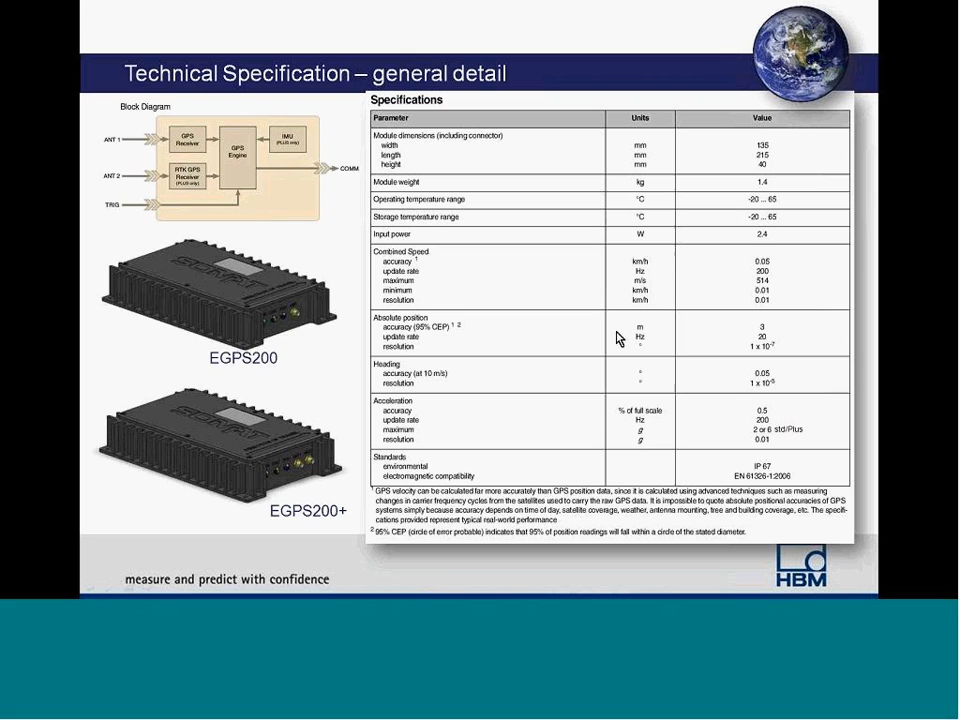 Technical Specification – general detail
Block Diagram
ANT 1
GPS
Receiver
GPS
Engine
IMU
(PLUS only)
ANT 2
RTK GPS
Receiver
(PLUS only)
COMM
TRIG
SOMAT
EGPS200
SOMAT
EGPS200+
Specifications
Parameter Units Value
Module dimensions (including connector)
width mm 135
length mm 215
height mm 40
Module weight kg 1.4
Operating temperature range °C -20 ... 65
Storage temperature range °C -20 ... 65
Input power W 2.4
Combined Speed
accuracy 1 km/h 0.05
update rate Hz 200
maximum m/s 514
minimum km/h 0.01
resolution km/h 0.01
Absolute position
accuracy (95% CEP) 1 2 m 3
update rate Hz 20
resolution ° 1 x 10-7
Heading
accuracy (at 10 m/s) ° 0.05
resolution ° 1 x 10-5
Acceleration
accuracy % of full scale 0.5
update rate Hz 200
maximum g 2 or 6 std/Plus
resolution g 0.01
Standards
environmental IP 67
electromagnetic compatibility EN 61326-1:2006
1 GPS velocity can be calculated far more accurately than GPS position data, since it is calculated using advanced techniques such as measuring
changes in carrier frequency cycles from the satellites used to carry the raw GPS data. It is impossible to quote absolute positional accuracies of GPS
systems simply because accuracy depends on time of day, satellite coverage, weather, antenna mounting, tree and building coverage, etc. The specifi-
cations provided represent typical real-world performance
2 95% CEP (circle of error probable) indicates that 95% of position readings will fall within a circle of the stated diameter.
measure and predict with confidence
HBM